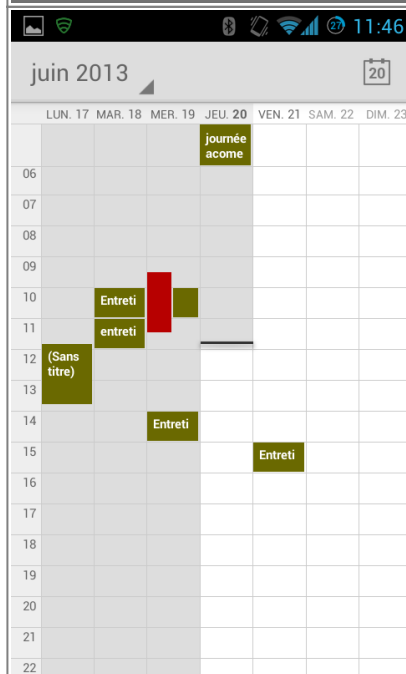 27 11:46
juin 2013 20
LUN. 17 MAR. 18 MER. 19 JEU. 20 VEN. 21 SAM. 22 DIM. 23
journée
acome
06
07
08
09
10 Entreti
11 entreti
12 (Sans
titre)
13
14 Entreti
15 Entreti
16
17
18
19
20
21
22